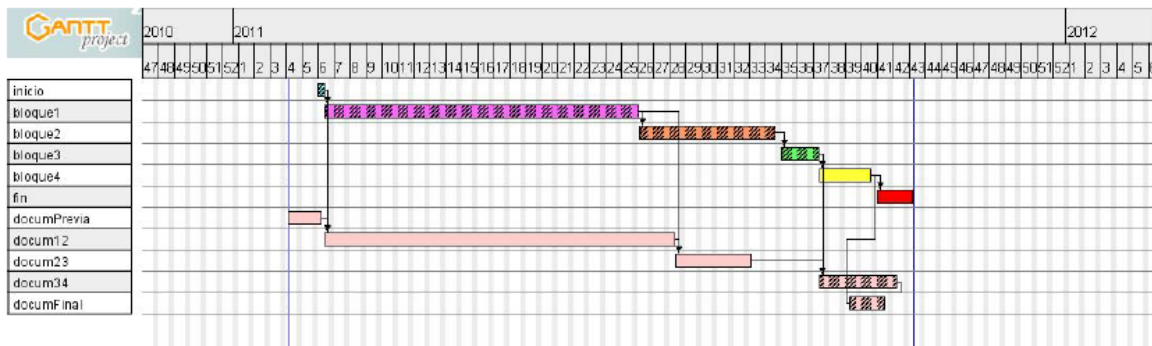 GANTT
project
2010 2011 2012
47 48 49 50 51 52 1 2 3 4 5 6 7 8 9 10 11 12 13 14 15 16 17 18 19 20 21 22 23 24 25 26 27 28 29 30 31 32 33 34 35 36 37 38 39 40 41 42 43 44 45 46 47 48 49 50 51 52 1 2 3 4 5
inicio
bloque1
bloque2
bloque3
bloque4
fin
documPrevia
docum12
docum23
docum34
documFinal